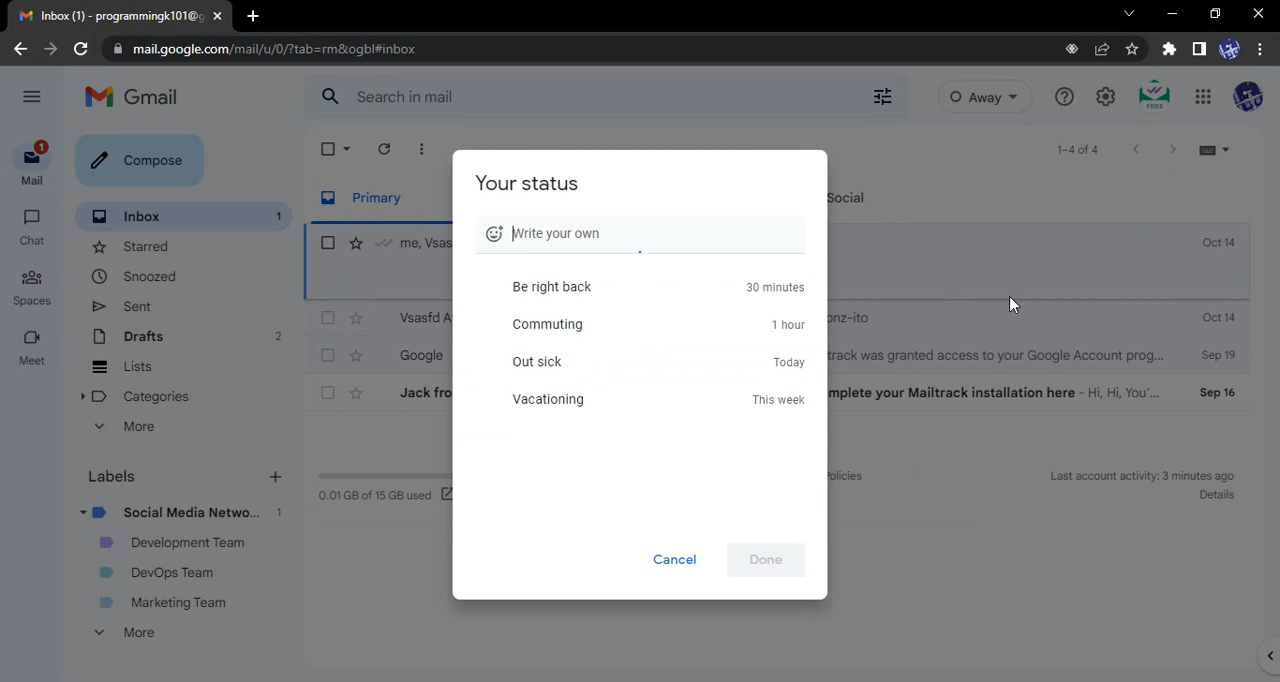 Inbox (1) - programmingk101@g
mail.google.com/mail/u/0/?tab=rm&ogbl#inbox
Gmail
Search in mail
Away
FREE
1
Mail
Compose
1–4 of 4
Your status
Primary
Social
Chat
Inbox 1
Write your own
me, Vsas
Oct 14
Starred
Spaces
Snoozed
Be right back 30 minutes
Sent
Vsasfd A
onz-ito
Oct 14
Commuting 1 hour
Meet
Drafts 2
Google
track was granted access to your Google Account prog...
Sep 19
Out sick Today
Lists
Jack fro
mplete your Mailtrack installation here - Hi, Hi, You'...
Sep 16
Categories
Vacationing This week
More
Labels
0.01 GB of 15 GB used
Policies
Last account activity: 3 minutes ago
Details
Social Media Netwo... 1
Development Team
Cancel Done
DevOps Team
Marketing Team
More